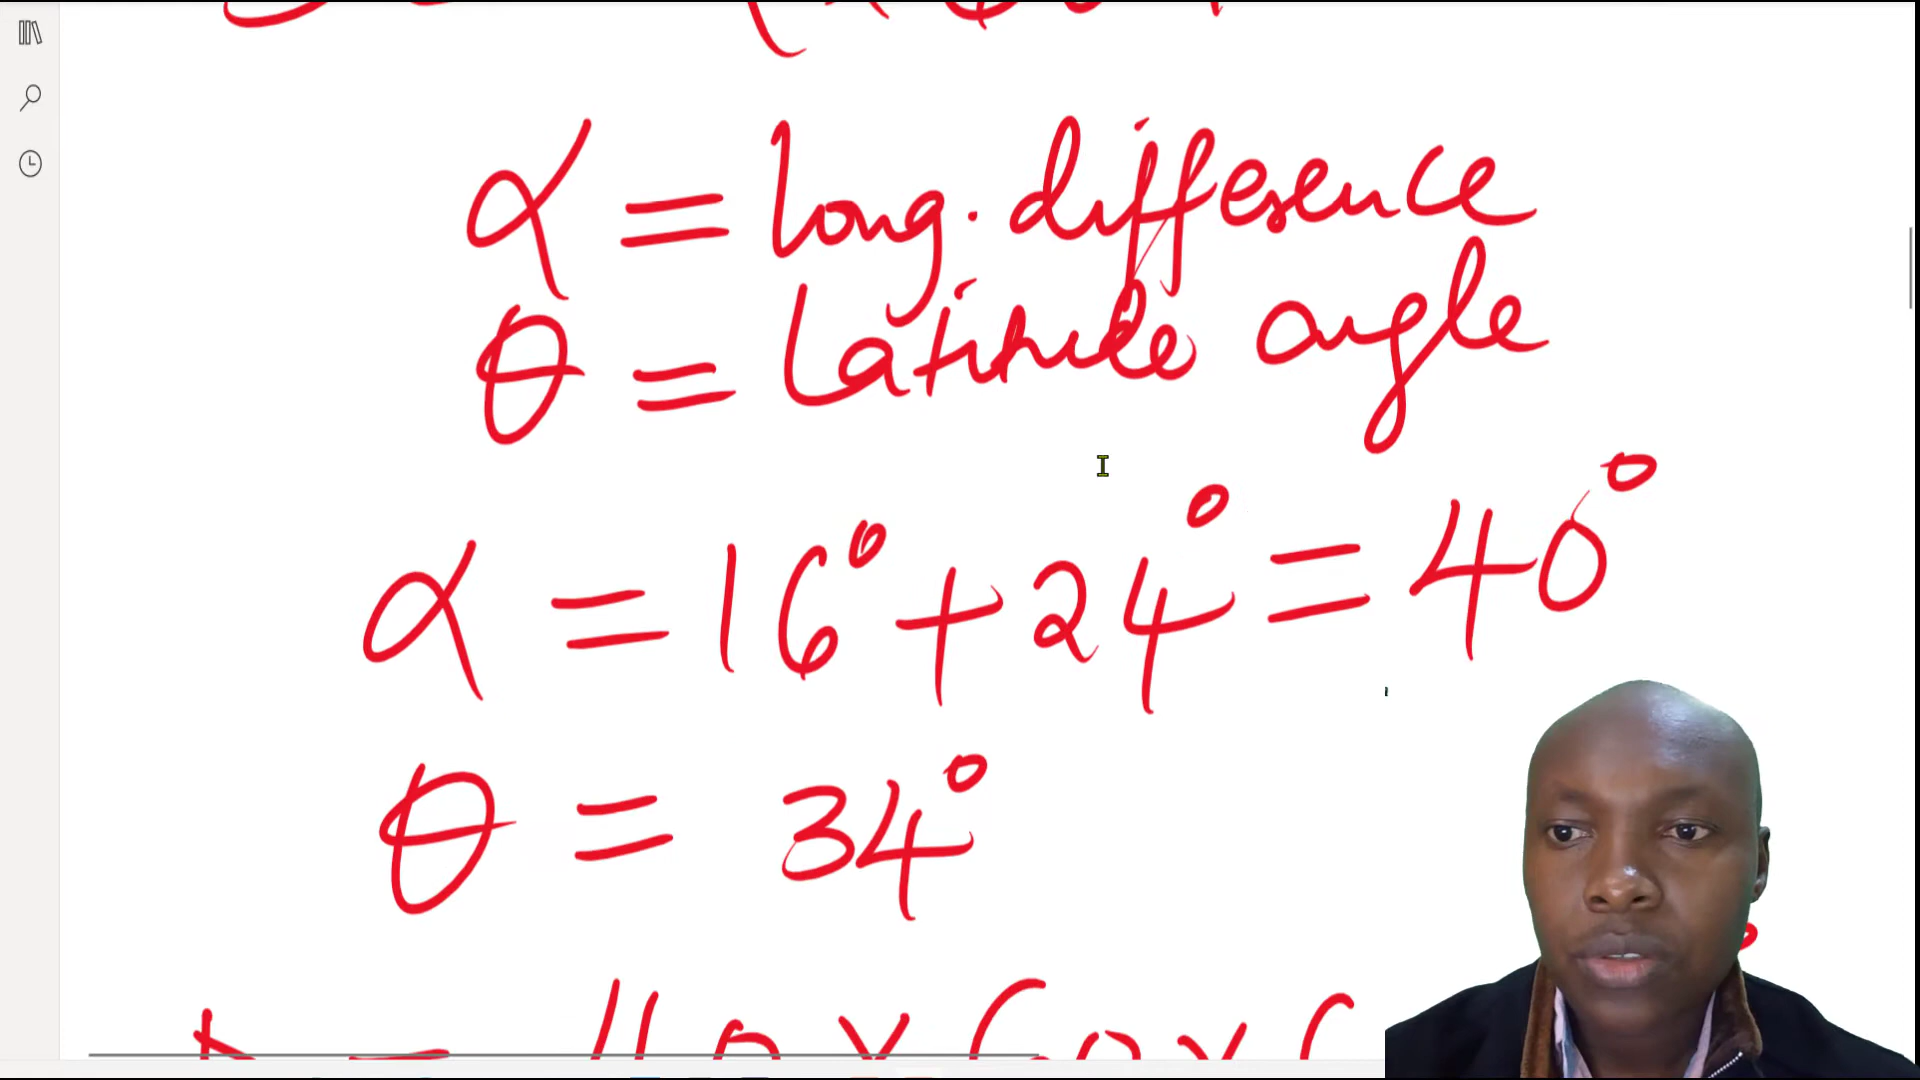 α = long. difference
θ = Latitude angle
α = 16° + 24° = 40°
θ = 34°